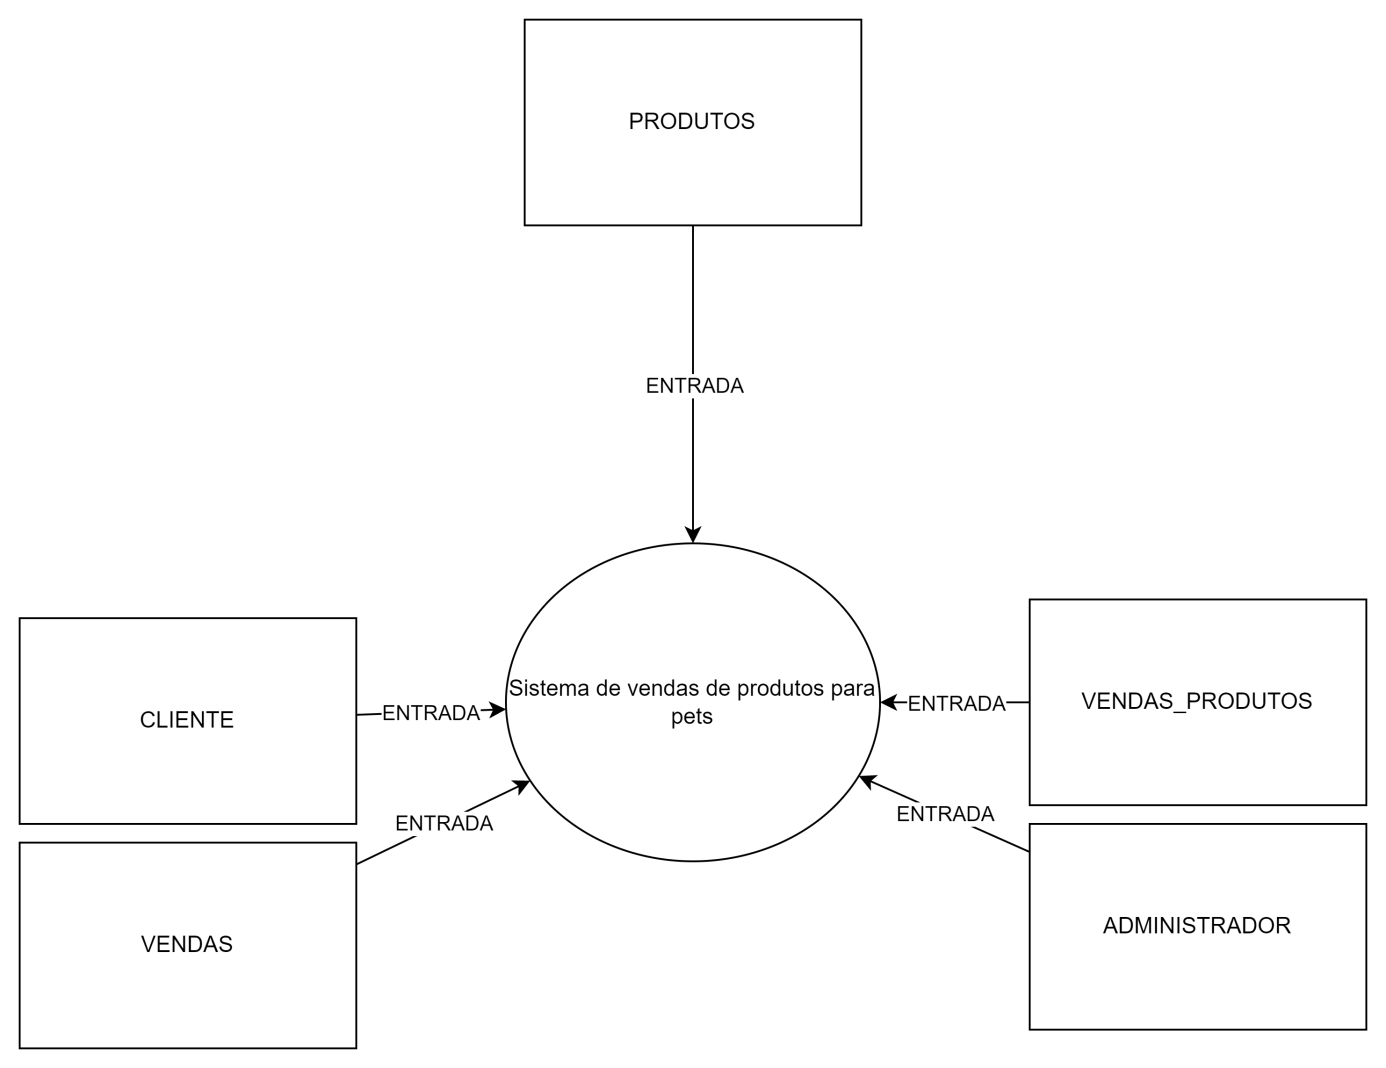 PRODUTOS
ENTRADA
Sistema de vendas de produtos para
pets
CLIENTE
ENTRADA
VENDAS
ENTRADA
ENTRADA
VENDAS_PRODUTOS
ENTRADA
ADMINISTRADOR